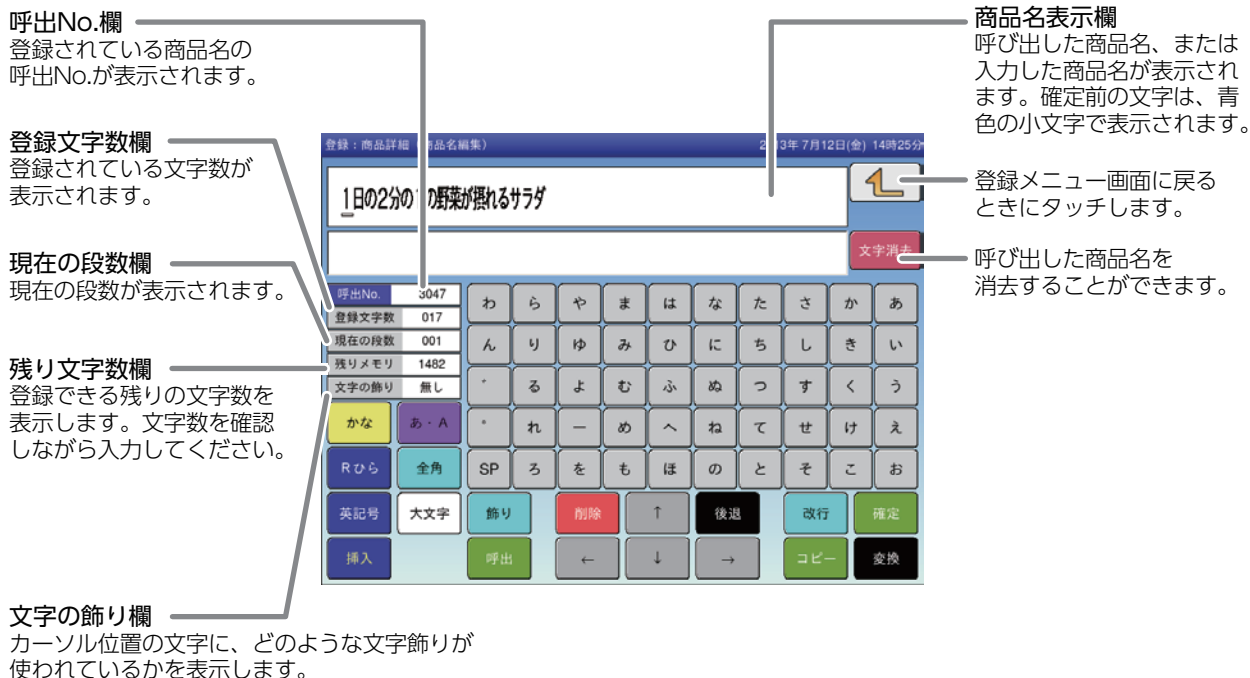 呼出No.欄
登録されている商品名の
呼出No.が表示されます。
登録文字数欄
登録されている文字数が
表示されます。
現在の段数欄
現在の段数が表示されます。
残り文字数欄
登録できる残りの文字数を
表示します。文字数を確認
しながら入力してください。
文字の飾り欄
カーソル位置の文字に、どのような文字飾りが
使われているかを表示します。
商品名表示欄
呼び出した商品名、または
入力した商品名が表示され
ます。確定前の文字は、青
色の小文字で表示されます。
登録メニュー画面に戻る
ときにタッチします。
呼び出した商品名を
消去することができます。
登録：商品詳細（商品名編集） 2013年 7月12日(金) 14時25分
1日の2分の1の野菜が摂れるサラダ
文字消去
呼出No. 3047
登録文字数 017
現在の段数 001
残りメモリ 1482
文字の飾り 無し
わ ら や ま は な た さ か あ
ん り ゆ み ひ に ち し き い
゛ る よ む ふ ぬ つ す く う
かな あ・A ゜ れ ー め へ ね て せ け え
Rひら 全角 SP ろ を も ほ の と そ こ お
英記号 大文字 飾り 削除 ↑ 後退 改行 確定
挿入 呼出 ← ↓ → コピー 変換